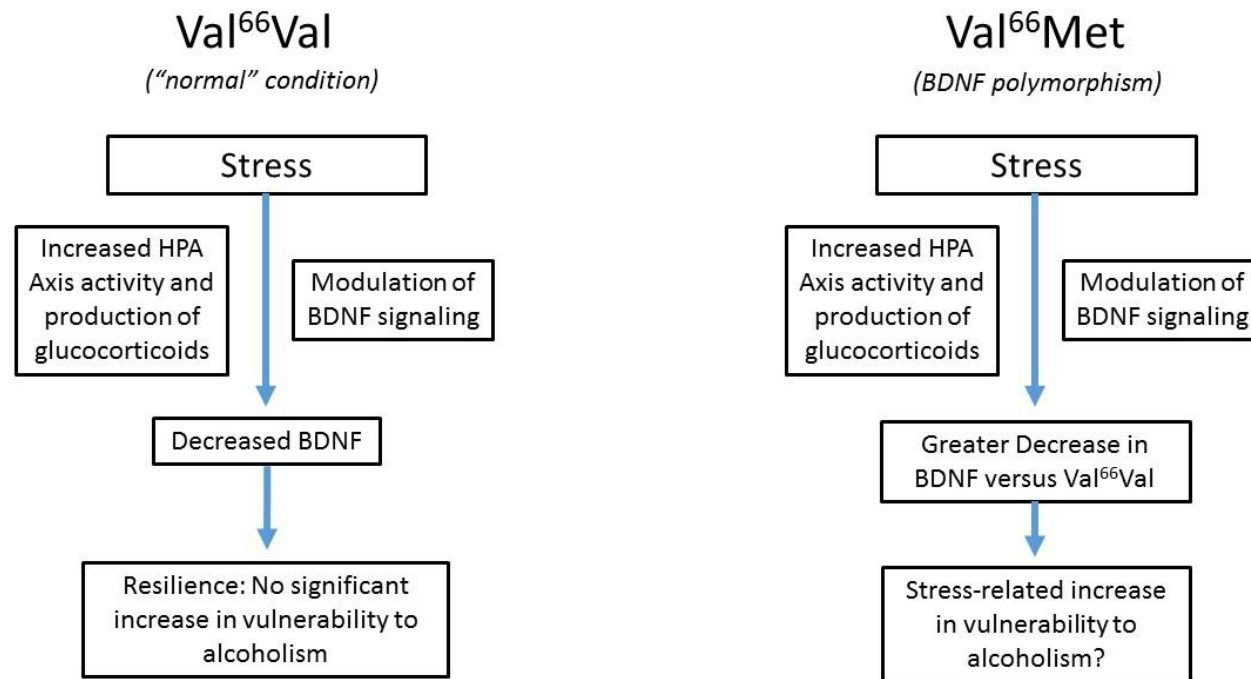 Val⁶⁶Val
(“normal” condition)
Stress
Increased HPA
Axis activity and
production of
glucocorticoids
Modulation of
BDNF signaling
Decreased BDNF
Resilience: No significant
increase in vulnerability to
alcoholism
Val⁶⁶Met
(BDNF polymorphism)
Stress
Increased HPA
Axis activity and
production of
glucocorticoids
Modulation of
BDNF signaling
Greater Decrease in
BDNF versus Val⁶⁶Val
Stress-related increase
in vulnerability to
alcoholism?